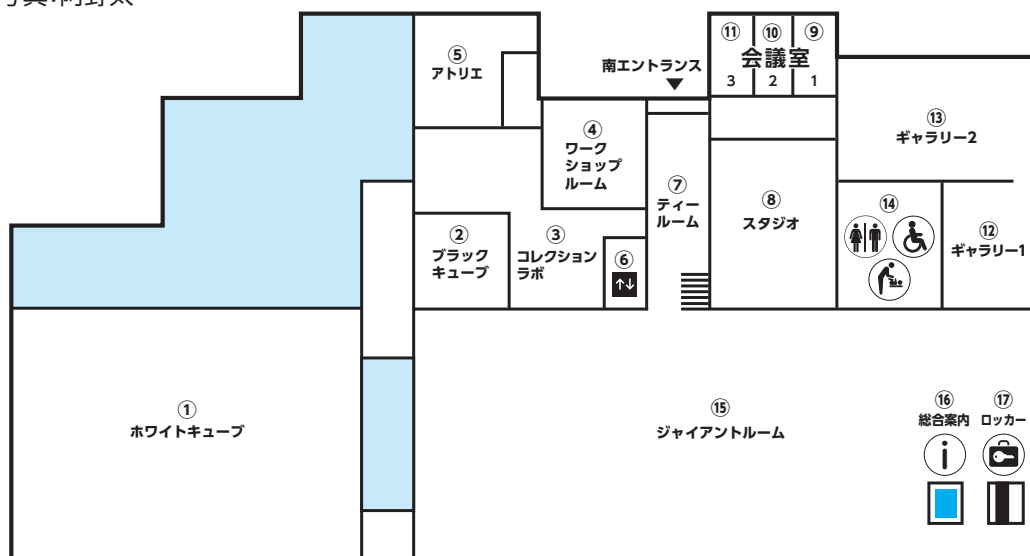 ⑤
アトリエ
南エントランス
⑪ ⑩ ⑨
会議室
3 2 1
④
ワーク
ショップ
ルーム
⑬
ギャラリー2
⑦
ティー
ルーム
⑧
スタジオ
⑭
⑫
ギャラリー1
②
ブラック
キューブ
③
コレクション
ラボ
⑥
①
ホワイトキューブ
⑮
ジャイアントルーム
⑯
総合案内
i
⑰
ロッカー